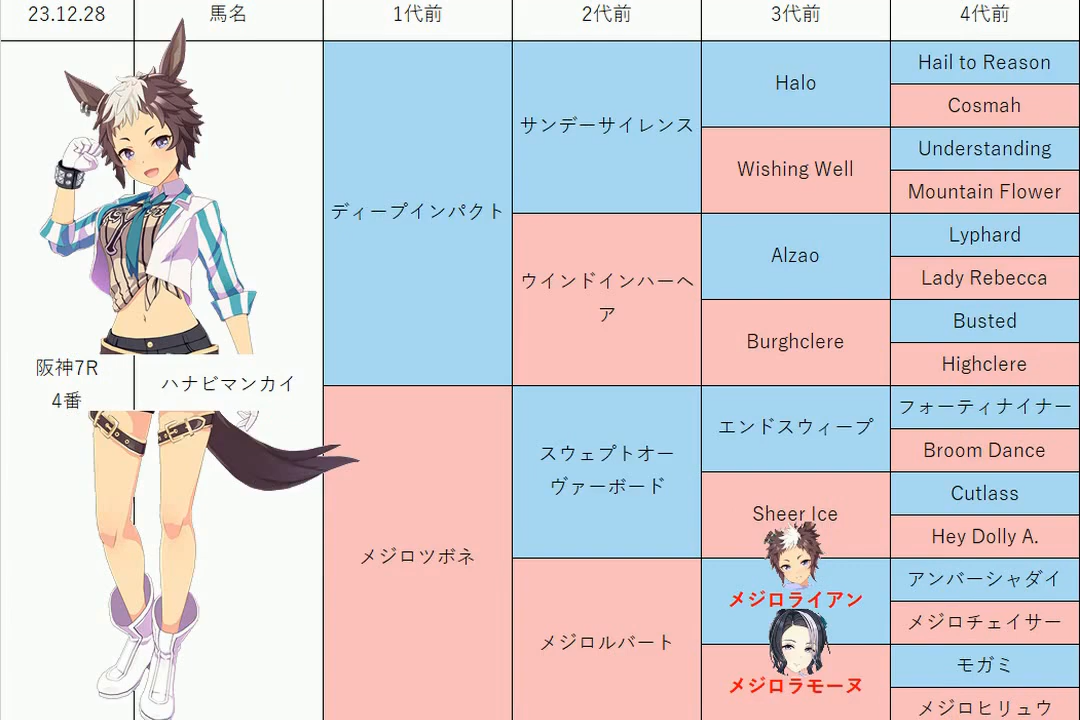 23.12.28
馬名
1代前
2代前
3代前
4代前
阪神7R
4番
ハナビマンカイ
ディープインパクト
メジロツボネ
サンデーサイレンス
ウインドインハーヘ
ア
スウェプトオー
ヴァーボード
メジロルバート
Halo
Wishing Well
Alzao
Burghclere
エンドスウィープ
Sheer Ice
メジロライアン
メジロラモーヌ
Hail to Reason
Cosmah
Understanding
Mountain Flower
Lyphard
Lady Rebecca
Busted
Highclere
フォーティナイナー
Broom Dance
Cutlass
Hey Dolly A.
アンバーシャダイ
メジロチェイサー
モガミ
メジロヒリュウ